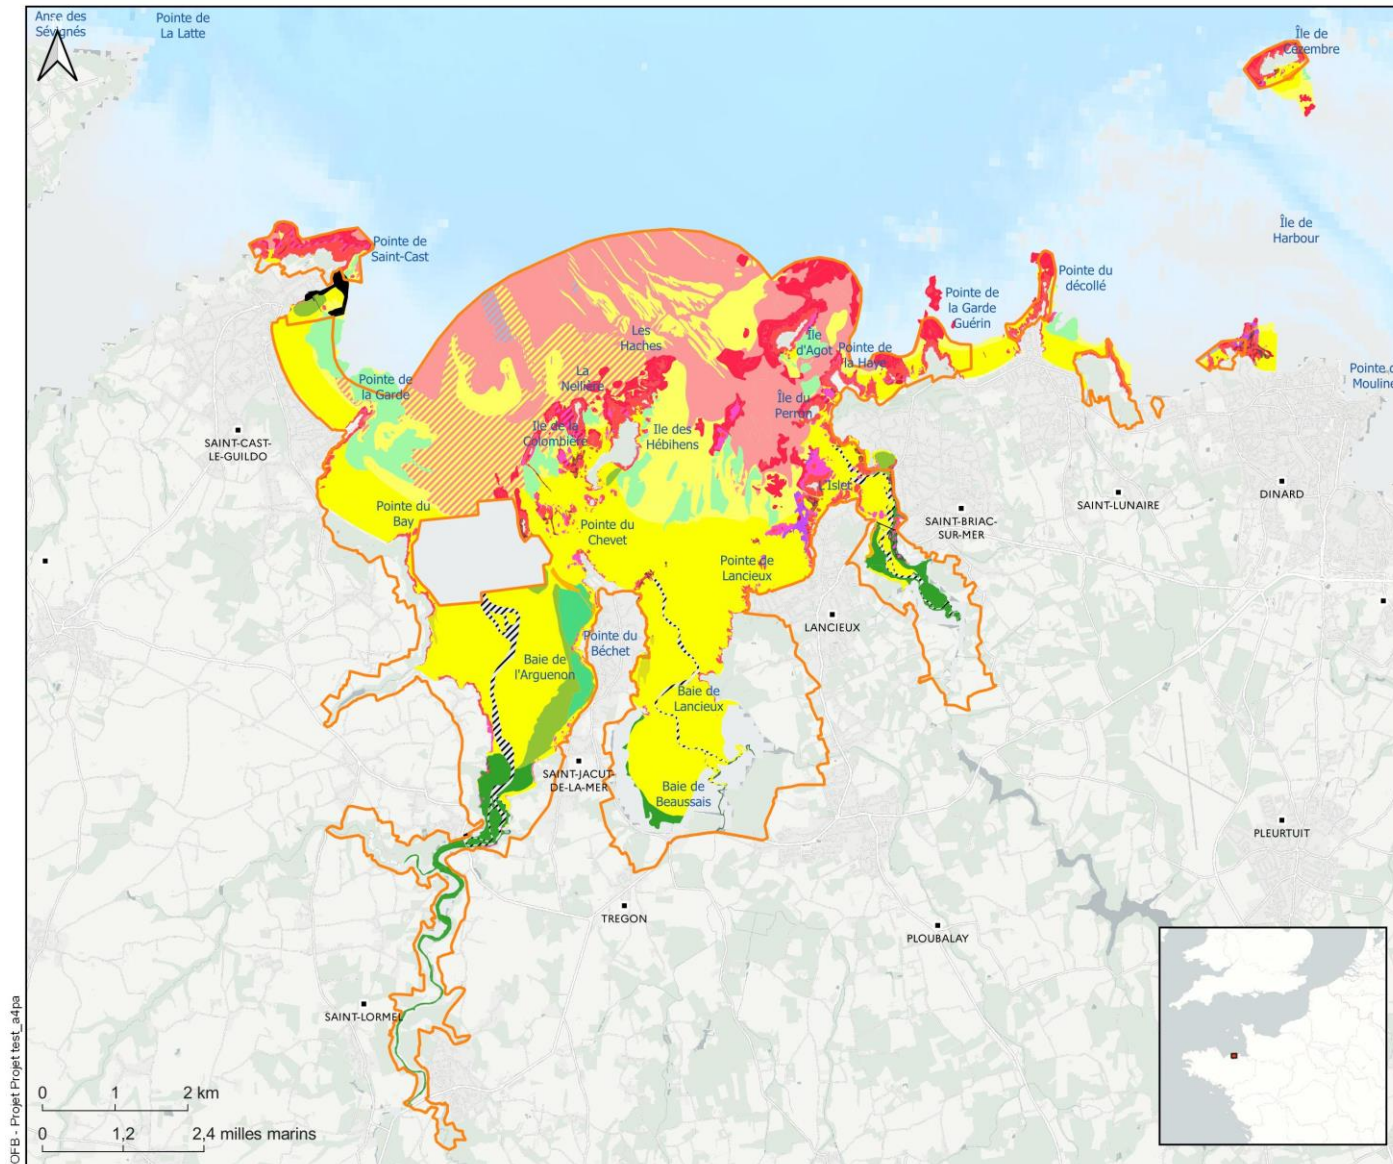 Anse des
Sévignés
Pointe de
La Latte
Île de
Cézembre
Pointe de
Saint-Cast
Île de
Harbour
Pointe du
décollé
Pointe de
la Garde
Guérin
Les
Haches
Île
d'Agot
Pointe de
la Haye
Pointe de
la Garde
La
Nellière
Île du
Perron
Pointe d
Moulin
Ile de la
Colombière
Ile des
Hébihens
SAINT-CAST-
LE-GUILDO
L'Islet
SAINT-LUNAIRE
DINARD
Pointe du
Bay
Pointe du
Chevet
SAINT-BRIAC-
SUR-MER
Pointe de
Lancieux
LANCIEUX
Pointe du
Béchet
Baie de
l'Arguenon
Baie de
Lancieux
SAINT-JACUT-
DE-LA-MER
Baie de
Beaussais
PLEURTUIT
TREGON
PLOUBALAY
SAINT-LORMEL
0 1 2 km
0 1,2 2,4 milles marins
OFB - Projet Projet test_a4pa